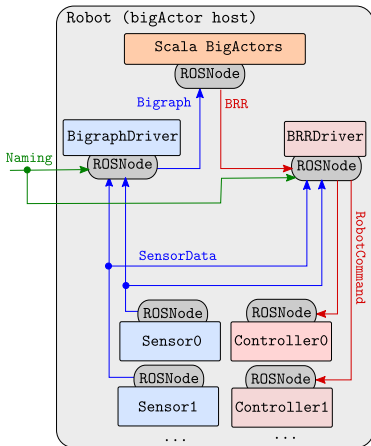 Robot (bigActor host)
Scala BigActors
ROSNode
Bigraph
BRR
BigraphDriver
BRRDriver
Naming
ROSNode
ROSNode
SensorData
RobotCommand
ROSNode
ROSNode
Sensor0
Controller0
ROSNode
ROSNode
Sensor1
Controller1
...
...